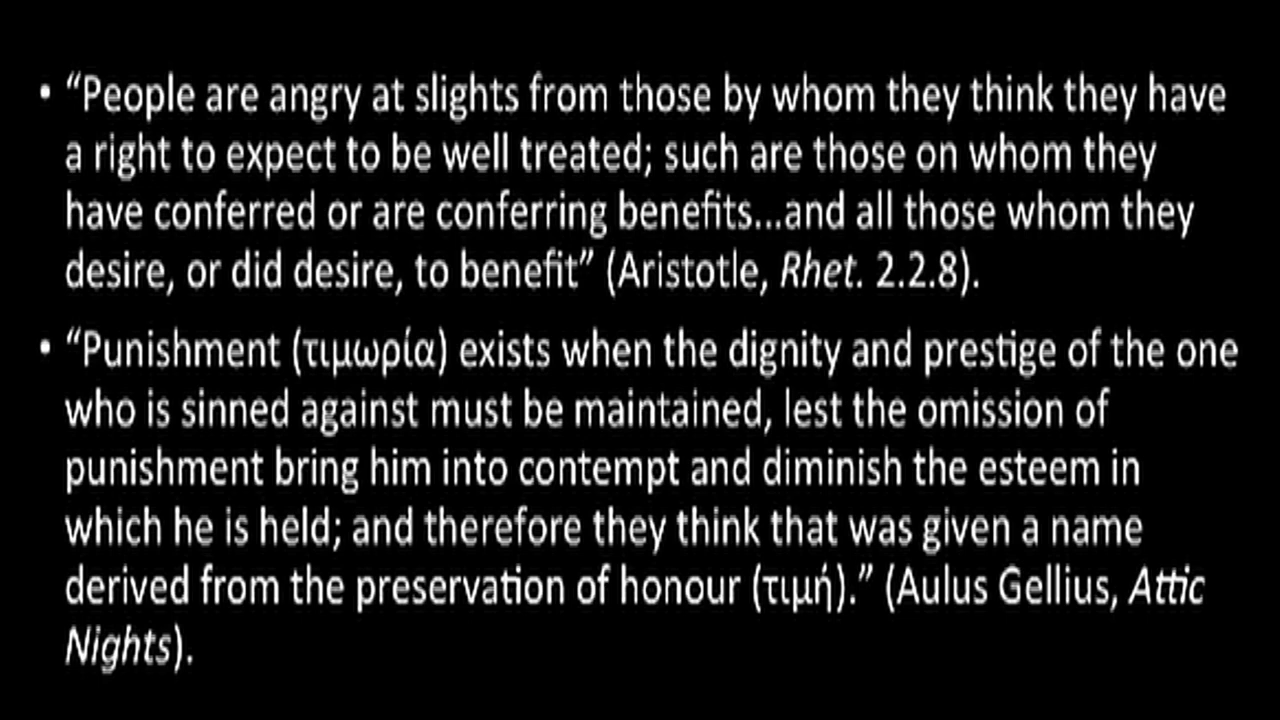 • “People are angry at slights from those by whom they think they have
a right to expect to be well treated; such are those on whom they
have conferred or are conferring benefits...and all those whom they
desire, or did desire, to benefit” (Aristotle, Rhet. 2.2.8).
• “Punishment (τιμωρία) exists when the dignity and prestige of the one
who is sinned against must be maintained, lest the omission of
punishment bring him into contempt and diminish the esteem in
which he is held; and therefore they think that was given a name
derived from the preservation of honour (τιμή).” (Aulus Gellius, Attic
Nights).